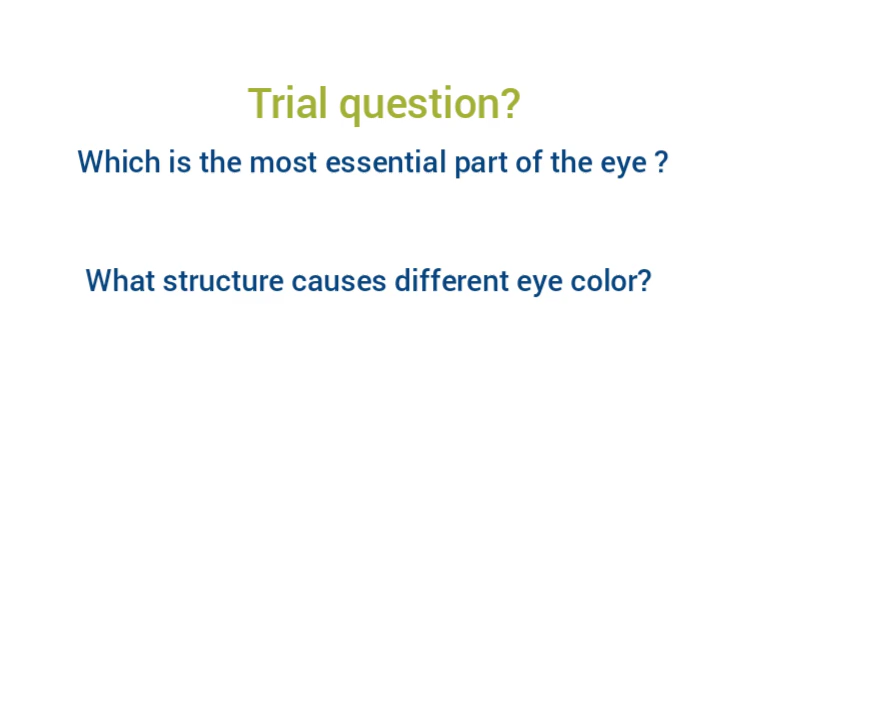 Trial question?
Which is the most essential part of the eye ?
What structure causes different eye color?